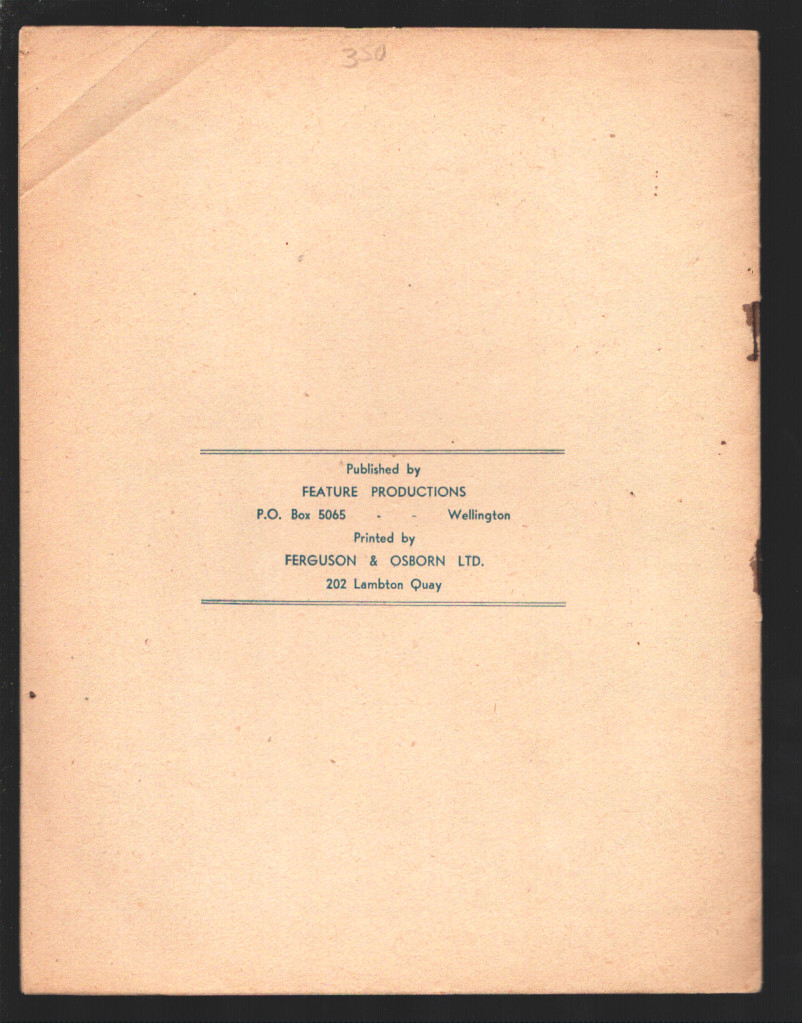 350
Published by
FEATURE PRODUCTIONS
P.O. Box 5065 - - Wellington
Printed by
FERGUSON & OSBORN LTD.
202 Lambton Quay